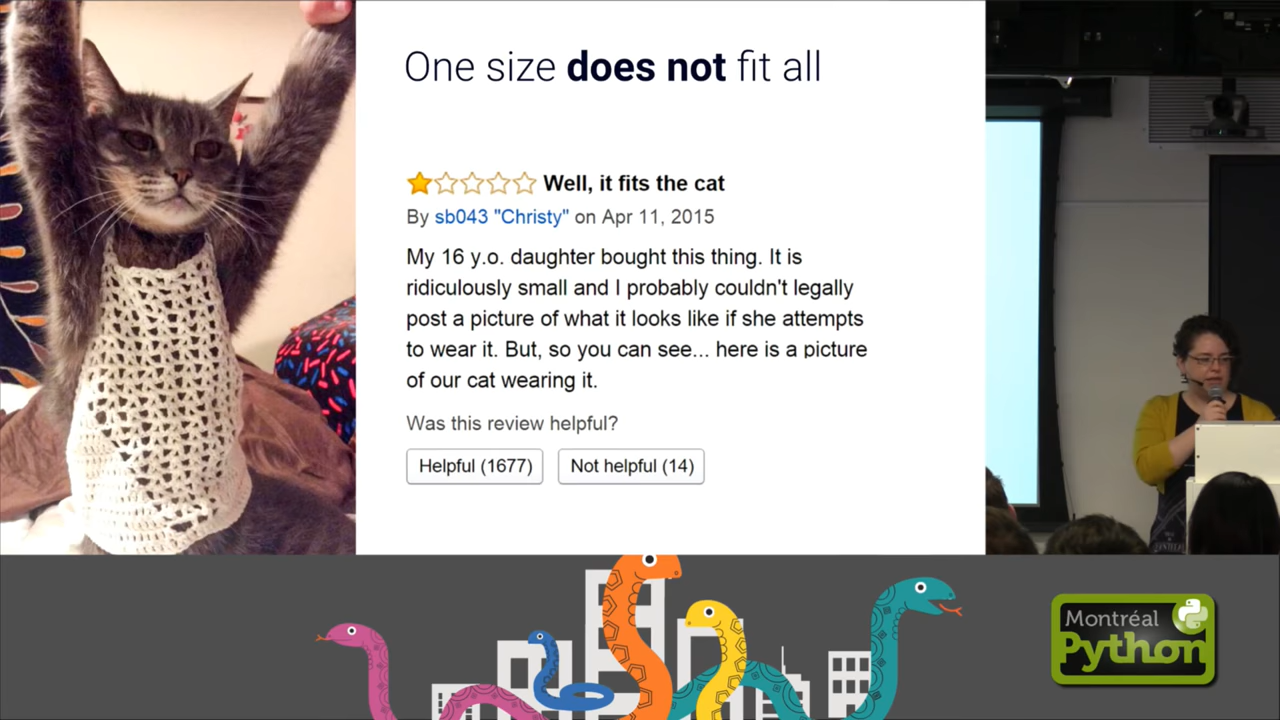 One size does not fit all
Well, it fits the cat
By sb043 "Christy" on Apr 11, 2015
My 16 y.o. daughter bought this thing. It is
ridiculously small and I probably couldn't legally
post a picture of what it looks like if she attempts
to wear it. But, so you can see... here is a picture
of our cat wearing it.
Was this review helpful?
Helpful (1677) Not helpful (14)
Montréal
Python